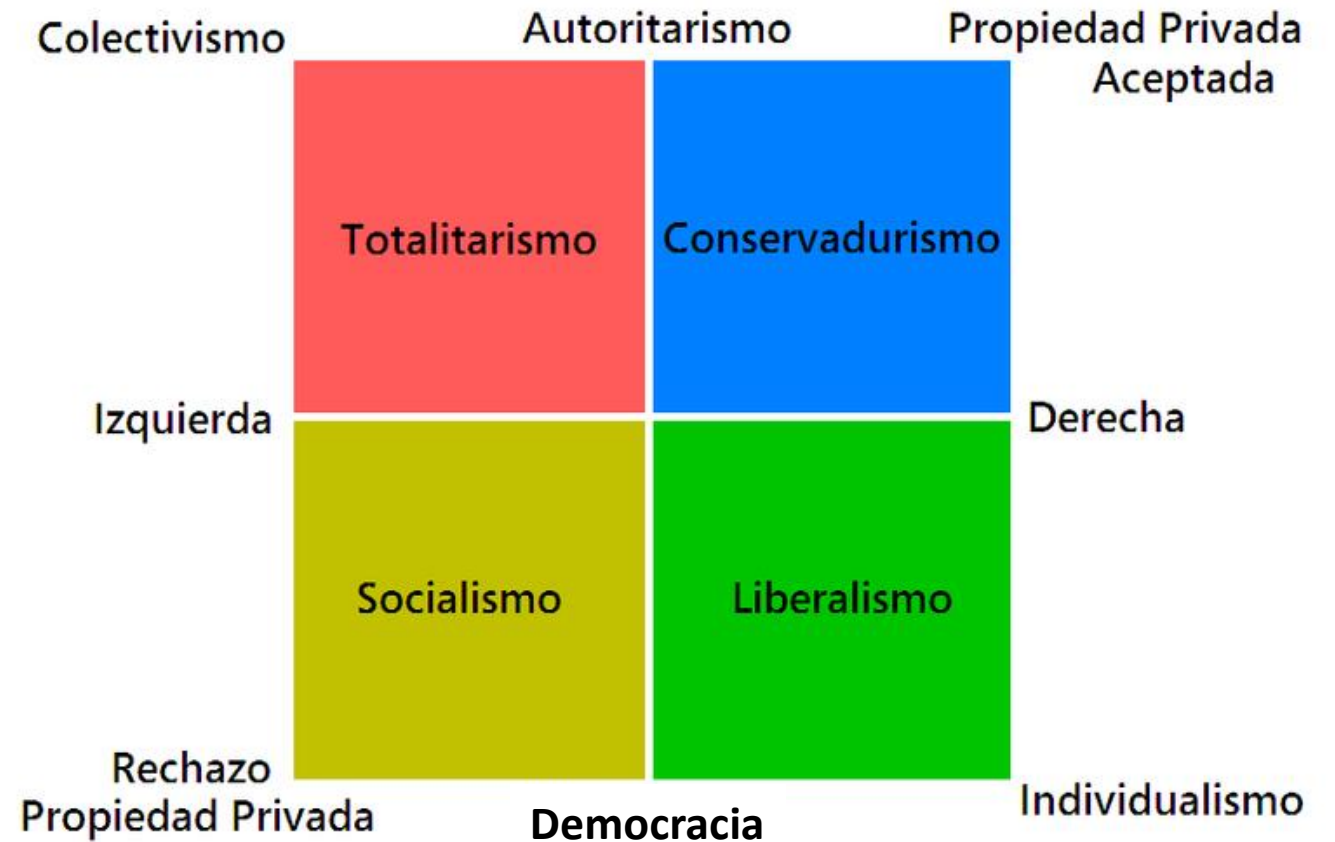 Colectivismo
Autoritarismo
Propiedad Privada
Aceptada
Totalitarismo
Conservadurismo
Izquierda
Derecha
Socialismo
Liberalismo
Rechazo
Propiedad Privada
Democracia
Individualismo